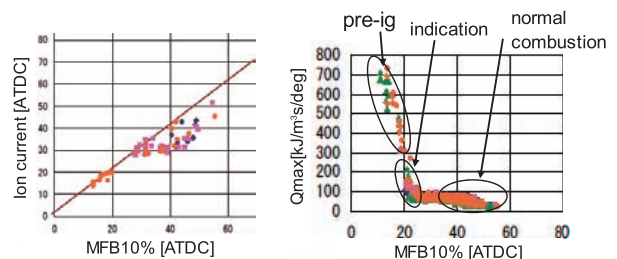 80
70
60
50
40
30
20
10
0
0 20 40 60
Ion current [ATDC]
MFB10% [ATDC]
pre-ig
indication
normal
combustion
800
700
600
500
400
300
200
100
0
0 20 40 60 80
Qmax[kJ/m³s/deg]
MFB10% [ATDC]